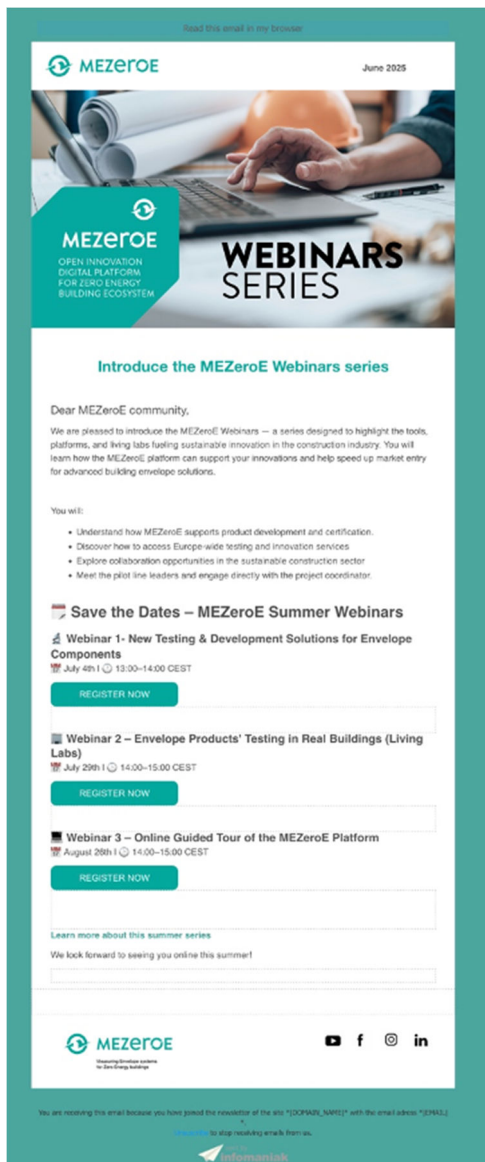 Read this email in my browser
MEZeroE
June 2025
MEZeroE
OPEN INNOVATION
DIGITAL PLATFORM
FOR ZERO ENERGY
BUILDING ECOSYSTEM
WEBINARS
SERIES
Introduce the MEZeroE Webinars series
Dear MEZeroE community,
We are pleased to introduce the MEZeroE Webinars — a series designed to highlight the tools,
platforms, and living labs fueling sustainable innovation in the construction industry. You will
learn how the MEZeroE platform can support your innovations and help speed up market entry
for advanced building envelope solutions.
You will:
• Understand how MEZeroE supports product development and certification.
• Discover how to access Europe-wide testing and innovation services
• Explore collaboration opportunities in the sustainable construction sector
• Meet the pilot line leaders and engage directly with the project coordinator.
Save the Dates – MEZeroE Summer Webinars
Webinar 1- New Testing & Development Solutions for Envelope
Components
July 4th I 13:00–14:00 CEST
REGISTER NOW
Webinar 2 – Envelope Products' Testing in Real Buildings (Living
Labs)
July 29th I 14:00–15:00 CEST
REGISTER NOW
Webinar 3 – Online Guided Tour of the MEZeroE Platform
August 26th I 14:00–15:00 CEST
REGISTER NOW
Learn more about this summer series
We look forward to seeing you online this summer!
MEZeroE
Measuring Envelope systems
for Zero Energy buildings
You are receiving this email because you have joined the newsletter of the site *|DOMAIN_NAME|* with the email adress *|EMAIL|
*.
Unsubscribe to stop receiving emails from us.
infomaniak